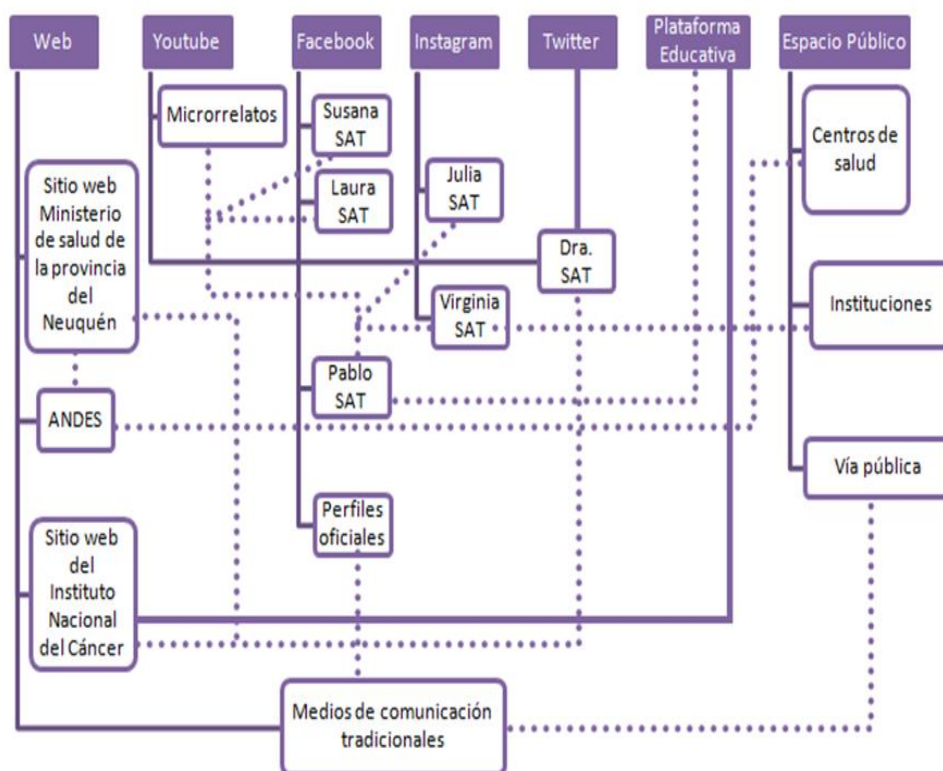 Web
Youtube
Facebook
Instagram
Twitter
Plataforma
Educativa
Espacio Público
Microrrelatos
Susana
SAT
Centros de
salud
Sitio web
Ministerio
de salud de
la provincia
del
Neuquén
Laura
SAT
Julia
SAT
Dra.
SAT
Virginia
SAT
Instituciones
Pablo
SAT
ANDES
Vía pública
Perfiles
oficiales
Sitio web
del
Instituto
Nacional
del Cáncer
Medios de comunicación
tradicionales